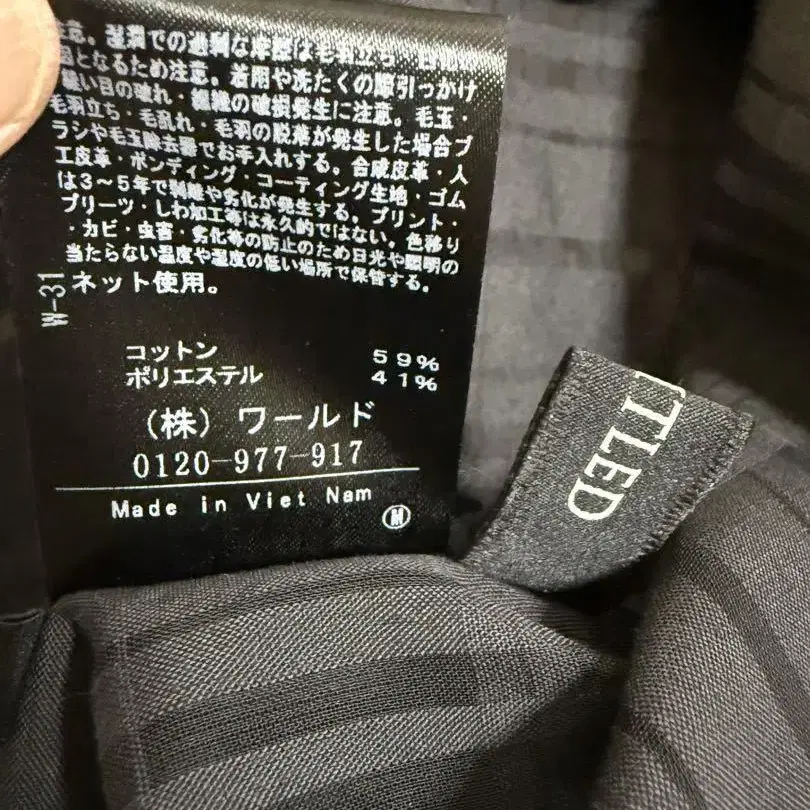 意。湿潤での過剰な摩擦は毛羽立ち・
因となるため注意。着用や洗たくの際引っかけ
縫い目の破れ・繊維の破損発生に注意。毛玉・
毛羽立ち・毛乱れ・毛羽の脱落が発生した場合ブ
ラシや毛玉除去器でお手入れする。合成皮革・人
工皮革・ボンディング・コーティング生地・ゴム
は3～5年で剥離や劣化が発生する。プリント・
プリーツ・しわ加工等は永久的ではない。色移り
・カビ・虫害・劣化等の防止のため日光や照明の
当たらない温度や湿度の低い場所で保管する。
ネット使用。
W-31
コットン 59%
ポリエステル 41%
(株) ワールド
0120-977-917
Made in Viet Nam
M
TLED